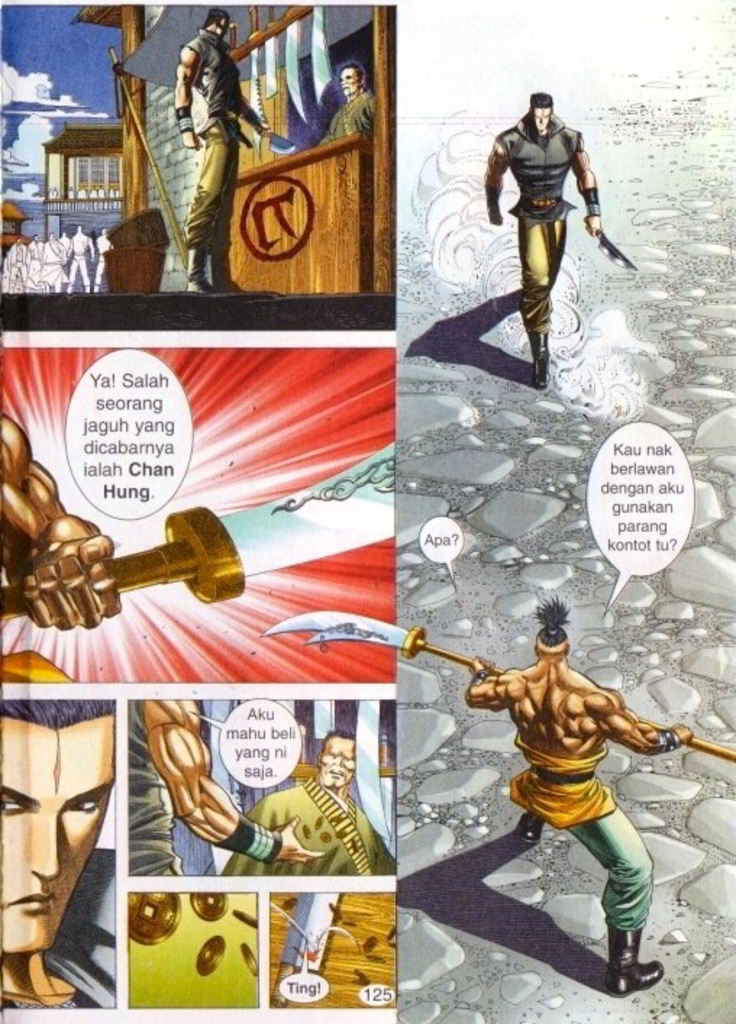 Ya! Salah
seorang
jaguh yang
dicabarnya
ialah Chan
Hung.
Aku
mahu beli
yang ni
saja.
Ting!
125
Kau nak
berlawan
dengan aku
gunakan
parang
kontot tu?
Apa?